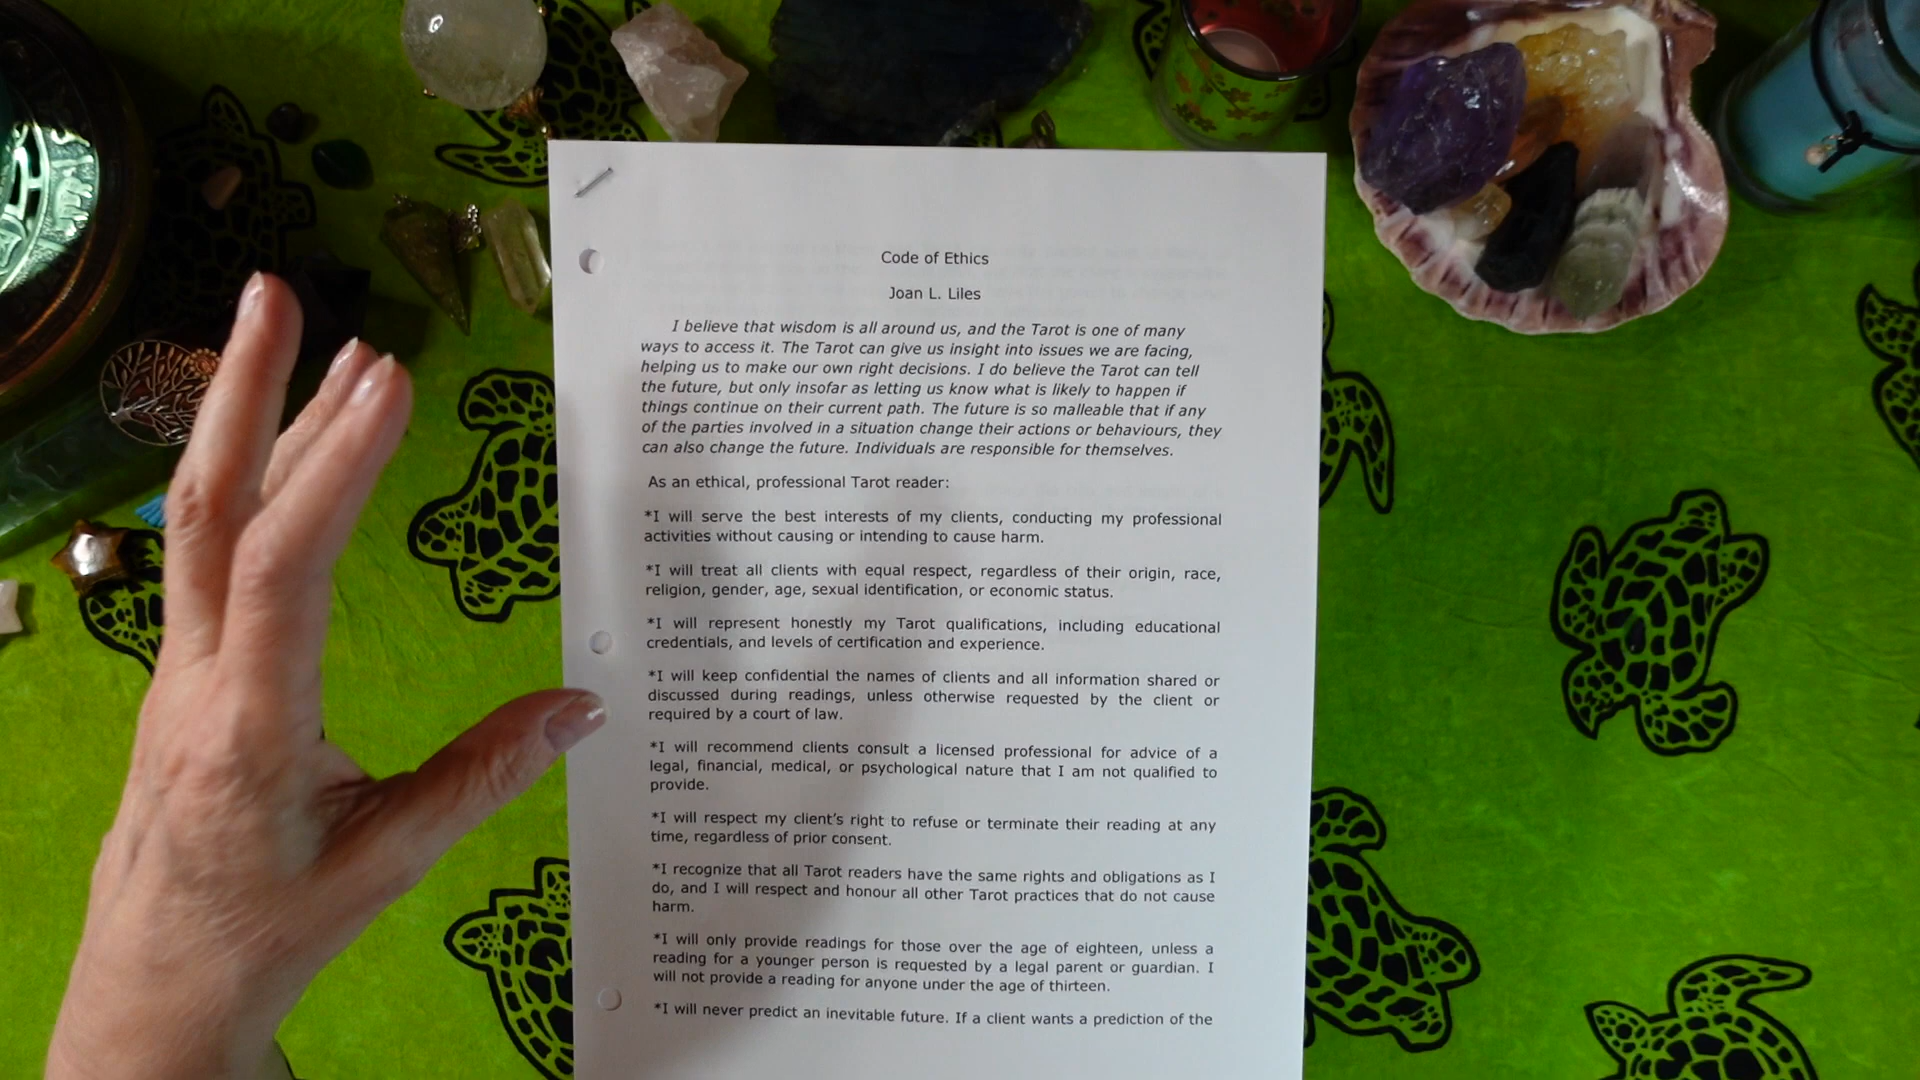 Code of Ethics
Joan L. Liles
I believe that wisdom is all around us, and the Tarot is one of many
ways to access it. The Tarot can give us insight into issues we are facing,
helping us to make our own right decisions. I do believe the Tarot can tell
the future, but only insofar as letting us know what is likely to happen if
things continue on their current path. The future is so malleable that if any
of the parties involved in a situation change their actions or behaviours, they
can also change the future. Individuals are responsible for themselves.
As an ethical, professional Tarot reader:
*I will serve the best interests of my clients, conducting my professional
activities without causing or intending to cause harm.
*I will treat all clients with equal respect, regardless of their origin, race,
religion, gender, age, sexual identification, or economic status.
*I will represent honestly my Tarot qualifications, including educational
credentials, and levels of certification and experience.
*I will keep confidential the names of clients and all information shared or
discussed during readings, unless otherwise requested by the client or
required by a court of law.
*I will recommend clients consult a licensed professional for advice of a
legal, financial, medical, or psychological nature that I am not qualified to
provide.
*I will respect my client's right to refuse or terminate their reading at any
time, regardless of prior consent.
*I recognize that all Tarot readers have the same rights and obligations as I
do, and I will respect and honour all other Tarot practices that do not cause
harm.
*I will only provide readings for those over the age of eighteen, unless a
reading for a younger person is requested by a legal parent or guardian. I
will not provide a reading for anyone under the age of thirteen.
*I will never predict an inevitable future. If a client wants a prediction of the